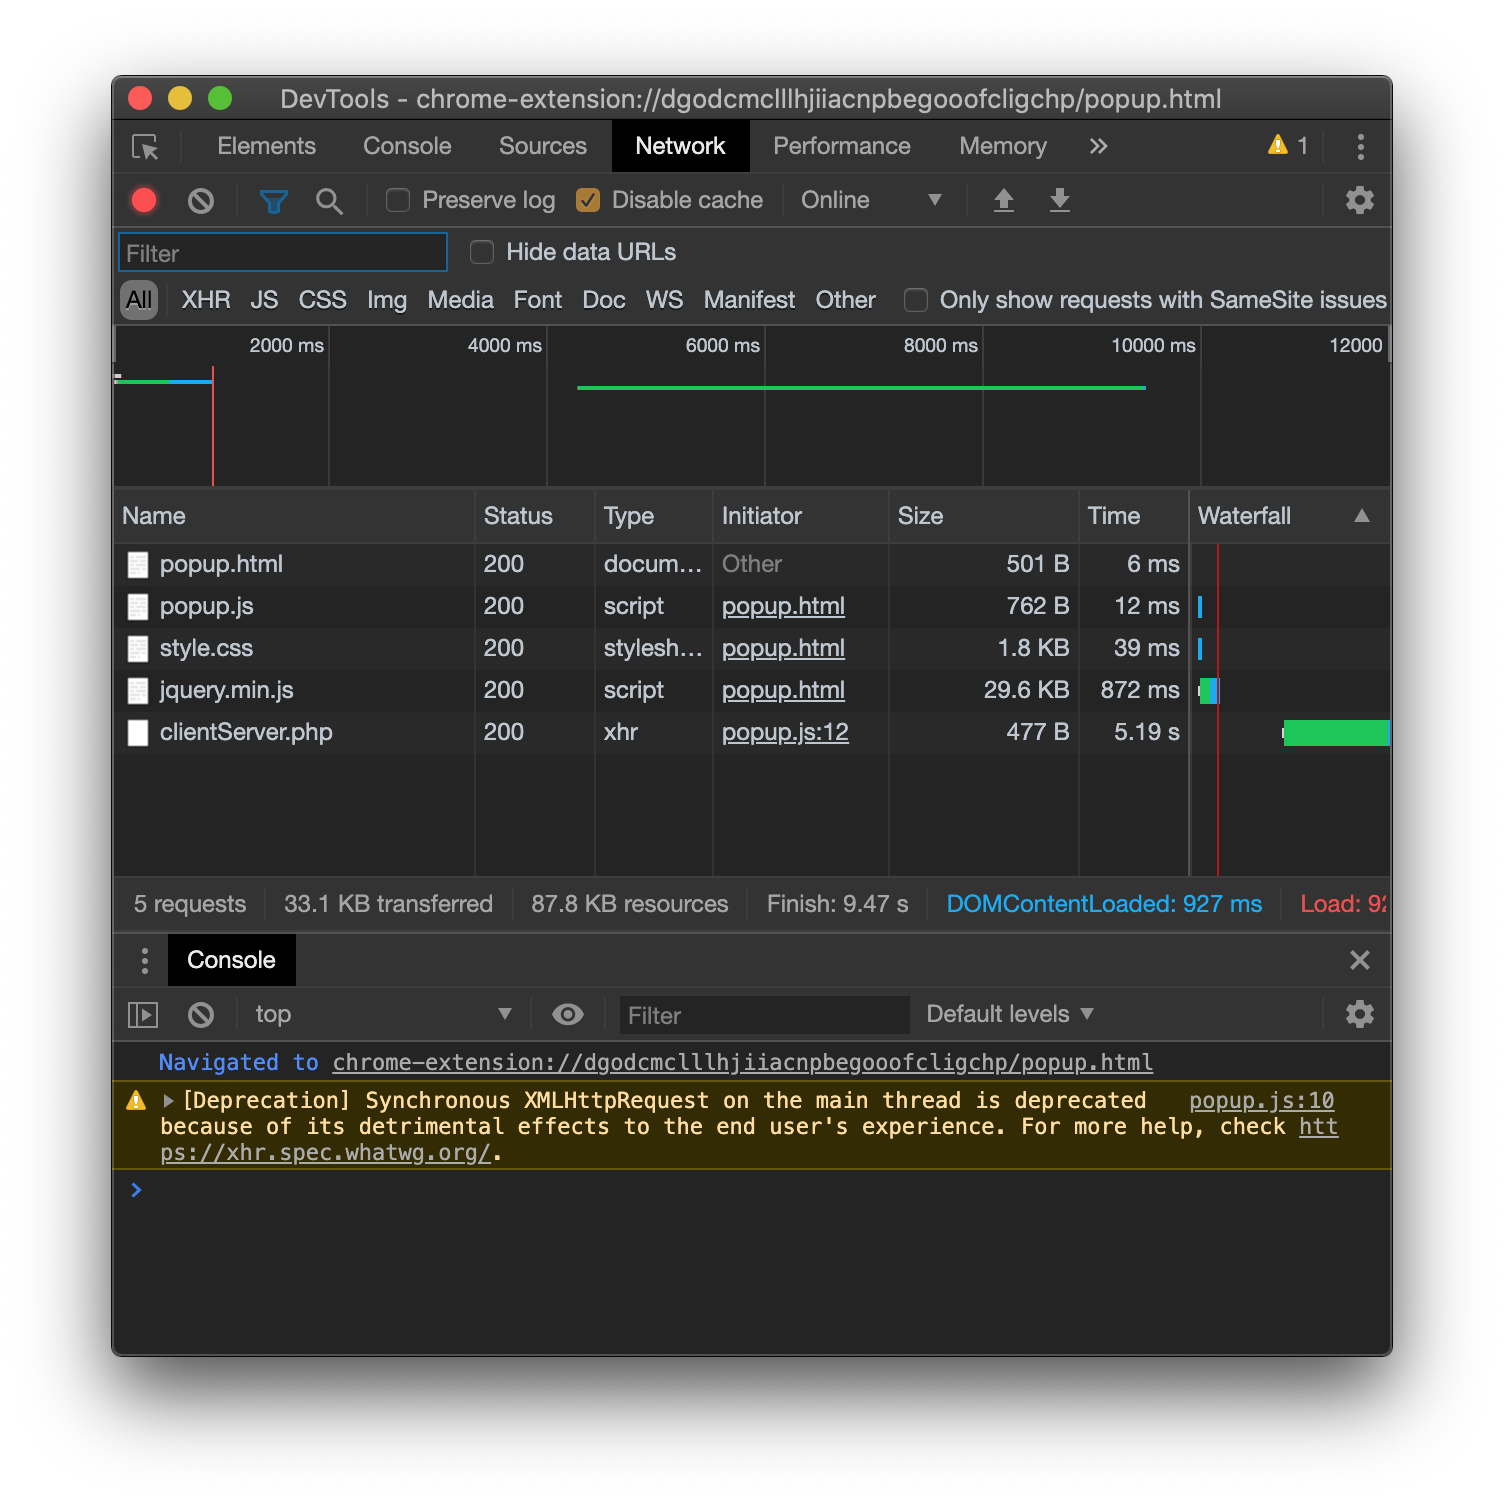 DevTools - chrome-extension://dgodcmclllhjiiacnpbegooofcligchp/popup.html
Elements Console Sources Network Performance Memory » 1
Preserve log Disable cache Online
Filter Hide data URLs
All XHR JS CSS Img Media Font Doc WS Manifest Other Only show requests with SameSite issues
2000 ms 4000 ms 6000 ms 8000 ms 10000 ms 12000
Name Status Type Initiator Size Time Waterfall
popup.html 200 docum... Other 501 B 6 ms
popup.js 200 script popup.html 762 B 12 ms
style.css 200 stylesh... popup.html 1.8 KB 39 ms
jquery.min.js 200 script popup.html 29.6 KB 872 ms
clientServer.php 200 xhr popup.js:12 477 B 5.19 s
5 requests 33.1 KB transferred 87.8 KB resources Finish: 9.47 s DOMContentLoaded: 927 ms Load:
Console
top Filter Default levels
Navigated to chrome-extension://dgodcmclllhjiiacnpbegooofcligchp/popup.html
[Deprecation] Synchronous XMLHttpRequest on the main thread is deprecated popup.js:10
because of its detrimental effects to the end user's experience. For more help, check htt
ps://xhr.spec.whatwg.org/.